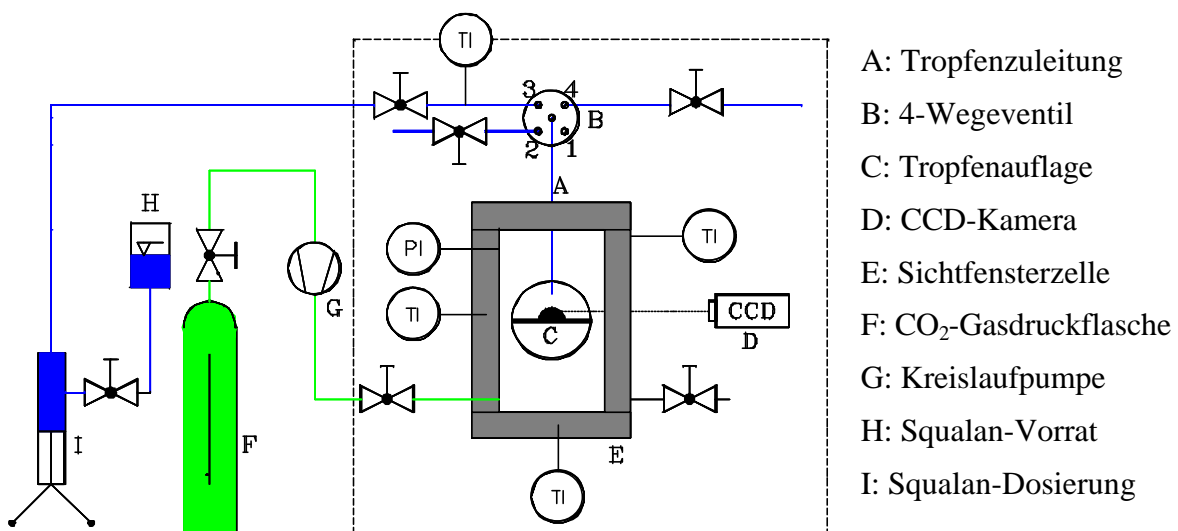 TI
3 4
B
2 1
A
H
PI
TI
TI
G
CCD
C
D
I
F
E
TI
A: Tropfenzuleitung
B: 4-Wegeventil
C: Tropfenauflage
D: CCD-Kamera
E: Sichtfensterzelle
F: CO₂-Gasdruckflasche
G: Kreislaufpumpe
H: Squalan-Vorrat
I: Squalan-Dosierung